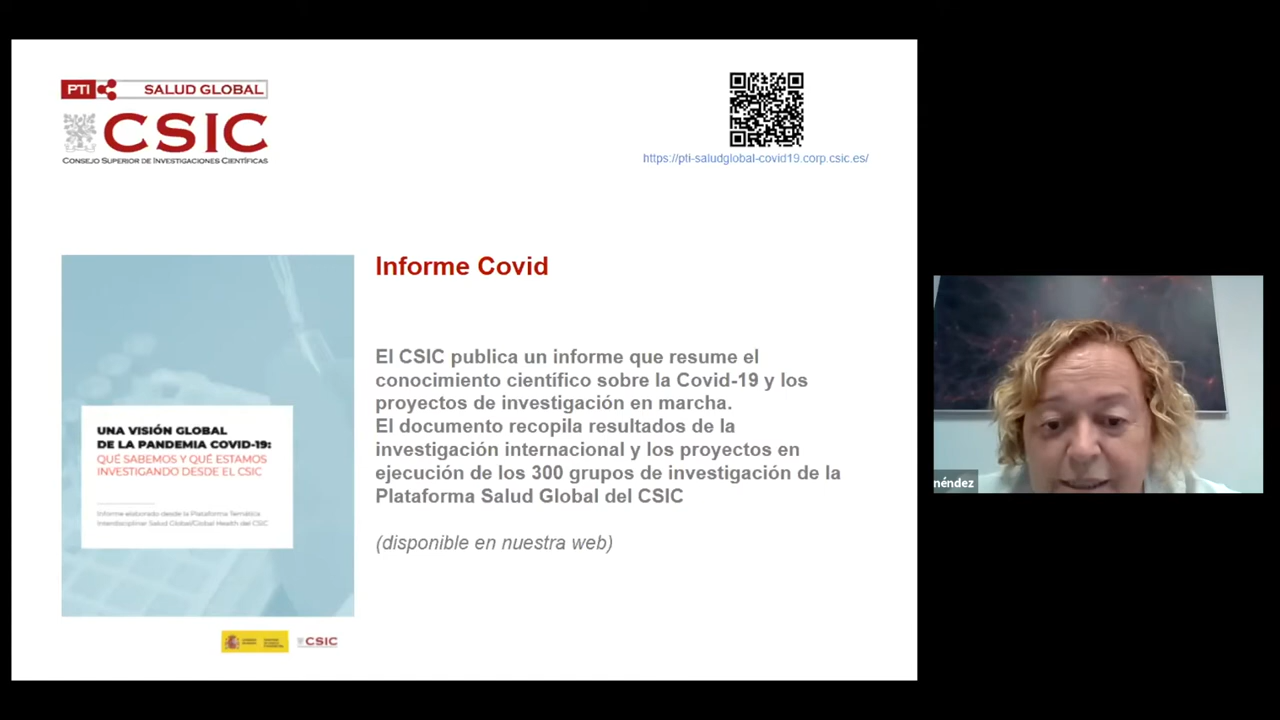 PTI SALUD GLOBAL
CSIC
CONSEJO SUPERIOR DE INVESTIGACIONES CIENTÍFICAS
https://pti-saludglobal-covid19.corp.csic.es/
Informe Covid
El CSIC publica un informe que resume el
conocimiento científico sobre la Covid-19 y los
proyectos de investigación en marcha.
El documento recopila resultados de la
investigación internacional y los proyectos en
ejecución de los 300 grupos de investigación de la
Plataforma Salud Global del CSIC
(disponible en nuestra web)
UNA VISIÓN GLOBAL
DE LA PANDEMIA COVID-19:
QUÉ SABEMOS Y QUÉ ESTAMOS
INVESTIGANDO DESDE EL CSIC
Informe elaborado desde la Plataforma Temática
Interdisciplinar Salud Global/Global Health del CSIC
CSIC
néndez